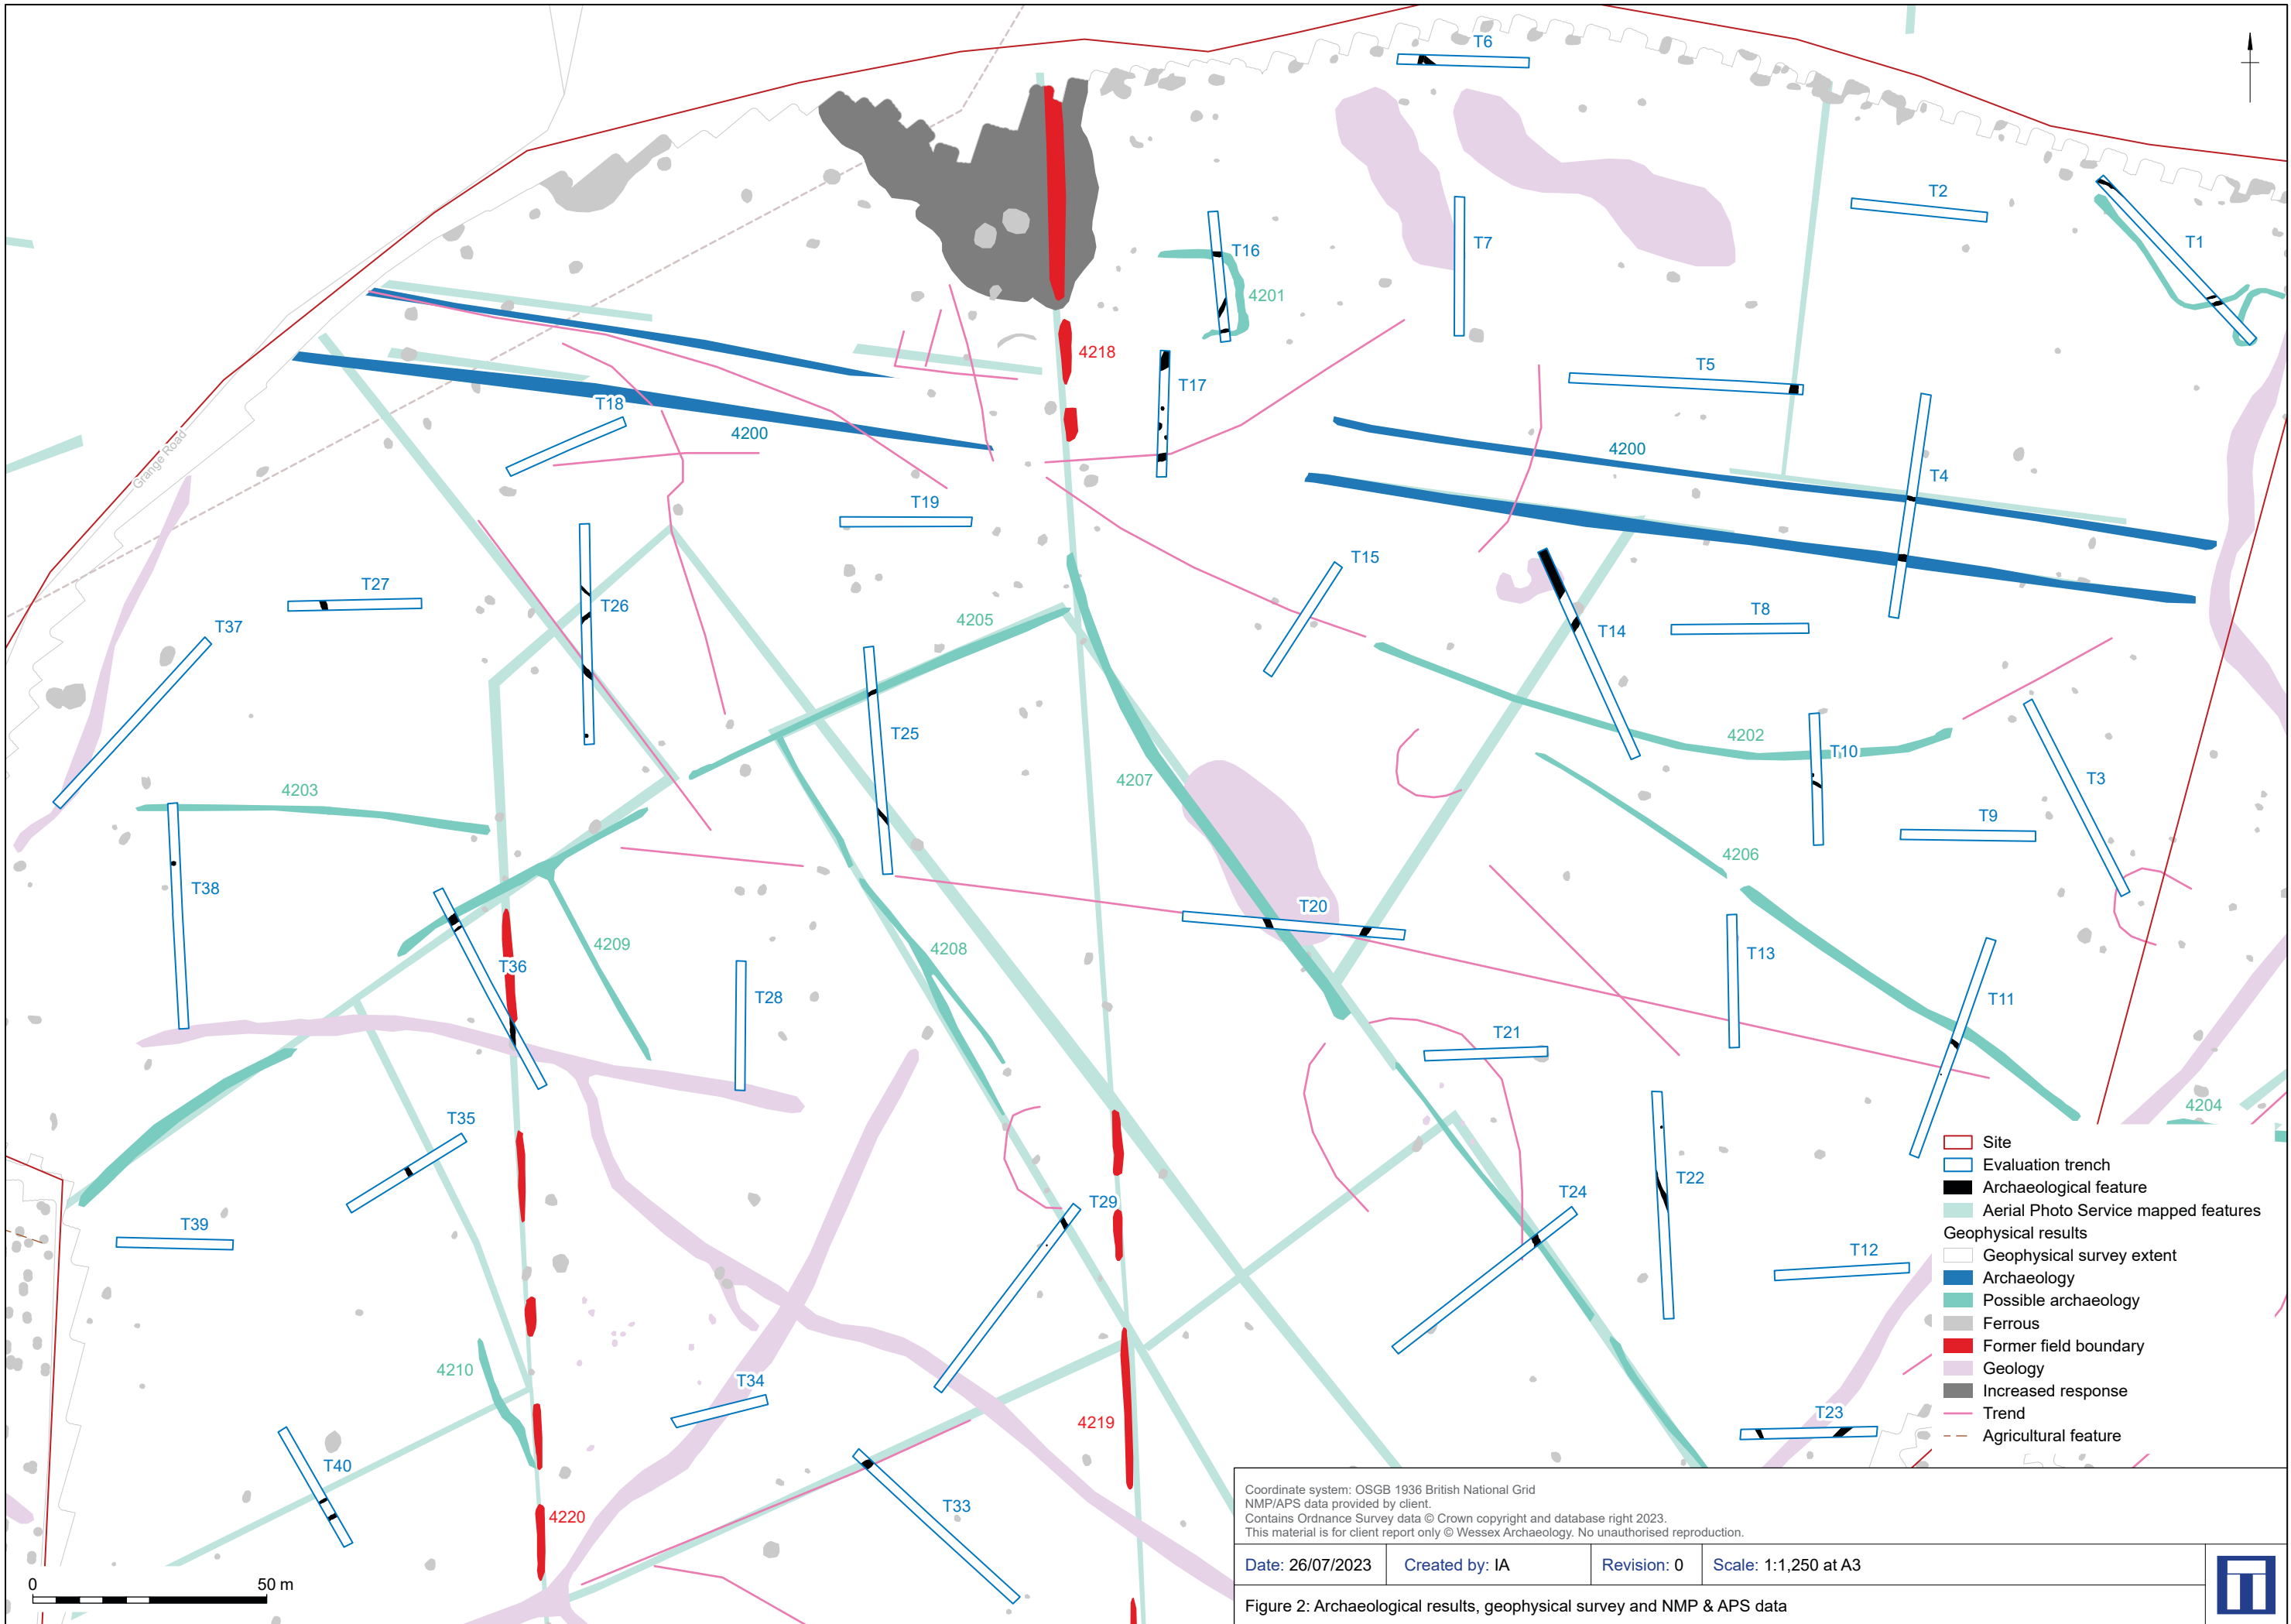 T6
T2
T1
T16
T7
4201
4218
T5
T17
T18
4200
4200
Grange Road
T4
T19
T15
T27
T26
T8
T14
4205
T37
T25
4202
T10
4207
T3
4203
T9
4206
T38
T20
4209
4208
T13
T36
T28
T11
T21
4204
T35
T22
T24
T29
T39
T12
4210
T34
4219
T23
T40
T33
4220
Site
Evaluation trench
Archaeological feature
Aerial Photo Service mapped features
Geophysical results
Geophysical survey extent
Archaeology
Possible archaeology
Ferrous
Former field boundary
Geology
Increased response
Trend
Agricultural feature
0 50 m
Coordinate system: OSGB 1936 British National Grid
NMP/APS data provided by client.
Contains Ordnance Survey data © Crown copyright and database right 2023.
This material is for client report only © Wessex Archaeology. No unauthorised reproduction.
Date: 26/07/2023 Created by: IA Revision: 0 Scale: 1:1,250 at A3
Figure 2: Archaeological results, geophysical survey and NMP & APS data